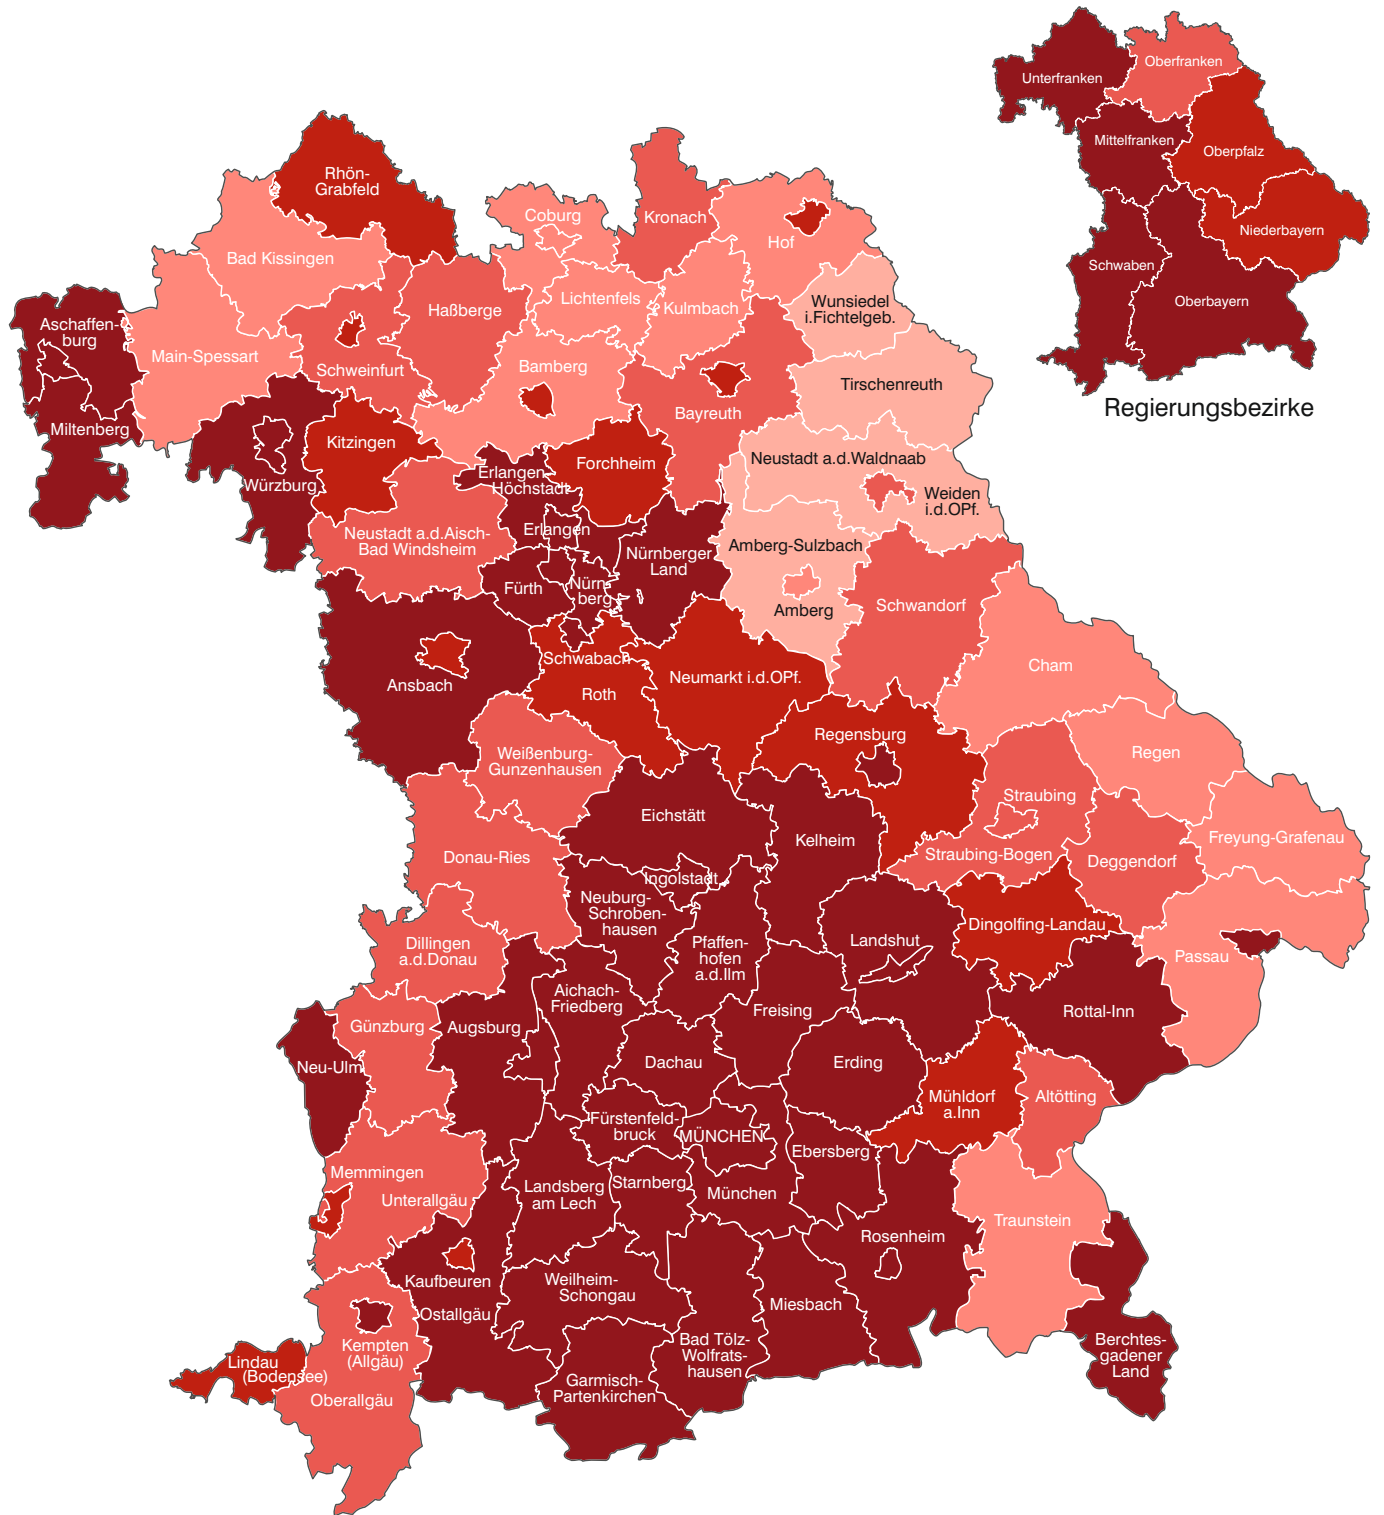 Oberfranken
Unterfranken
Mittelfranken
Oberpfalz
Niederbayern
Schwaben
Oberbayern
Regierungsbezirke
Rhön-
Grabfeld
Coburg
Kronach
Hof
Bad Kissingen
Lichtenfels
Haßberge
Kulmbach
Wunsiedel
i.Fichtelgeb.
Aschaffen-
burg
Main-Spessart
Schweinfurt
Bamberg
Tirschenreuth
Bayreuth
Miltenberg
Kitzingen
Würzburg
Forchheim
Erlangen-
Höchstadt
Neustadt a.d.Waldnaab
Weiden
i.d.OPf.
Neustadt a.d.Aisch-
Bad Windsheim
Erlangen
Nürnberger
Land
Amberg-Sulzbach
Amberg
Fürth
Nürn-
berg
Schwandorf
Ansbach
Schwabach
Roth
Neumarkt i.d.OPf.
Cham
Regensburg
Weißenburg-
Gunzenhausen
Regen
Straubing
Eichstätt
Kelheim
Freyung-Grafenau
Straubing-Bogen
Deggendorf
Donau-Ries
Ingolstadt
Neuburg-
Schroben-
hausen
Dillingen
a.d.Donau
Pfaffen-
hofen
a.d.Ilm
Landshut
Dingolfing-Landau
Passau
Aichach-
Friedberg
Freising
Rottal-Inn
Günzburg
Augsburg
Neu-Ulm
Dachau
Erding
Mühldorf
a.Inn
Altötting
Fürstenfeld-
bruck
MÜNCHEN
Ebersberg
Memmingen
Unterallgäu
Landsberg
am Lech
Starnberg
München
Traunstein
Rosenheim
Kaufbeuren
Ostallgäu
Weilheim-
Schongau
Miesbach
Bad Tölz-
Wolfrats-
hausen
Kempten
(Allgäu)
Lindau
(Bodensee)
Oberallgäu
Garmisch-
Partenkirchen
Berchtes-
gadener
Land